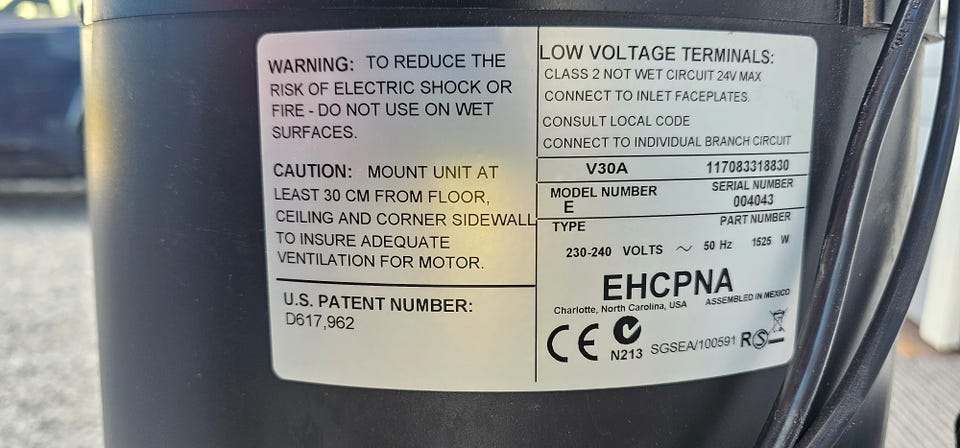 WARNING: TO REDUCE THE
RISK OF ELECTRIC SHOCK OR
FIRE - DO NOT USE ON WET
SURFACES.
CAUTION: MOUNT UNIT AT
LEAST 30 CM FROM FLOOR,
CEILING AND CORNER SIDEWALL
TO INSURE ADEQUATE
VENTILATION FOR MOTOR.
U.S. PATENT NUMBER:
D617,962
LOW VOLTAGE TERMINALS:
CLASS 2 NOT WET CIRCUIT 24V MAX
CONNECT TO INLET FACEPLATES.
CONSULT LOCAL CODE
CONNECT TO INDIVIDUAL BRANCH CIRCUIT
V30A 117083318830
MODEL NUMBER SERIAL NUMBER
E 004043
TYPE PART NUMBER
230-240 VOLTS ~ 50 Hz 1525 W
EHCPNA
Charlotte, North Carolina, USA ASSEMBLED IN MEXICO
CE N213 SGSEA/100591 RS